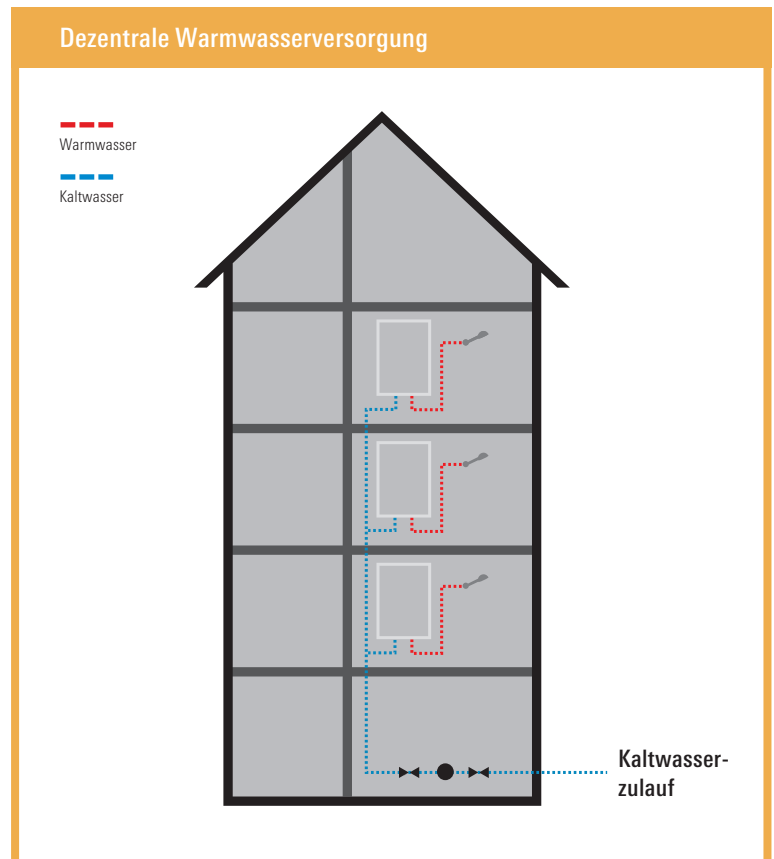 Dezentrale Warmwasserversorgung
Warmwasser
Kaltwasser
Kaltwasser-
zulauf